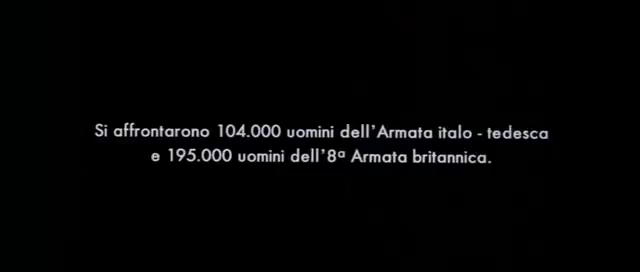 Si affrontarono 104.000 uomini dell'Armata italo - tedesca
e 195.000 uomini dell'8ª Armata britannica.